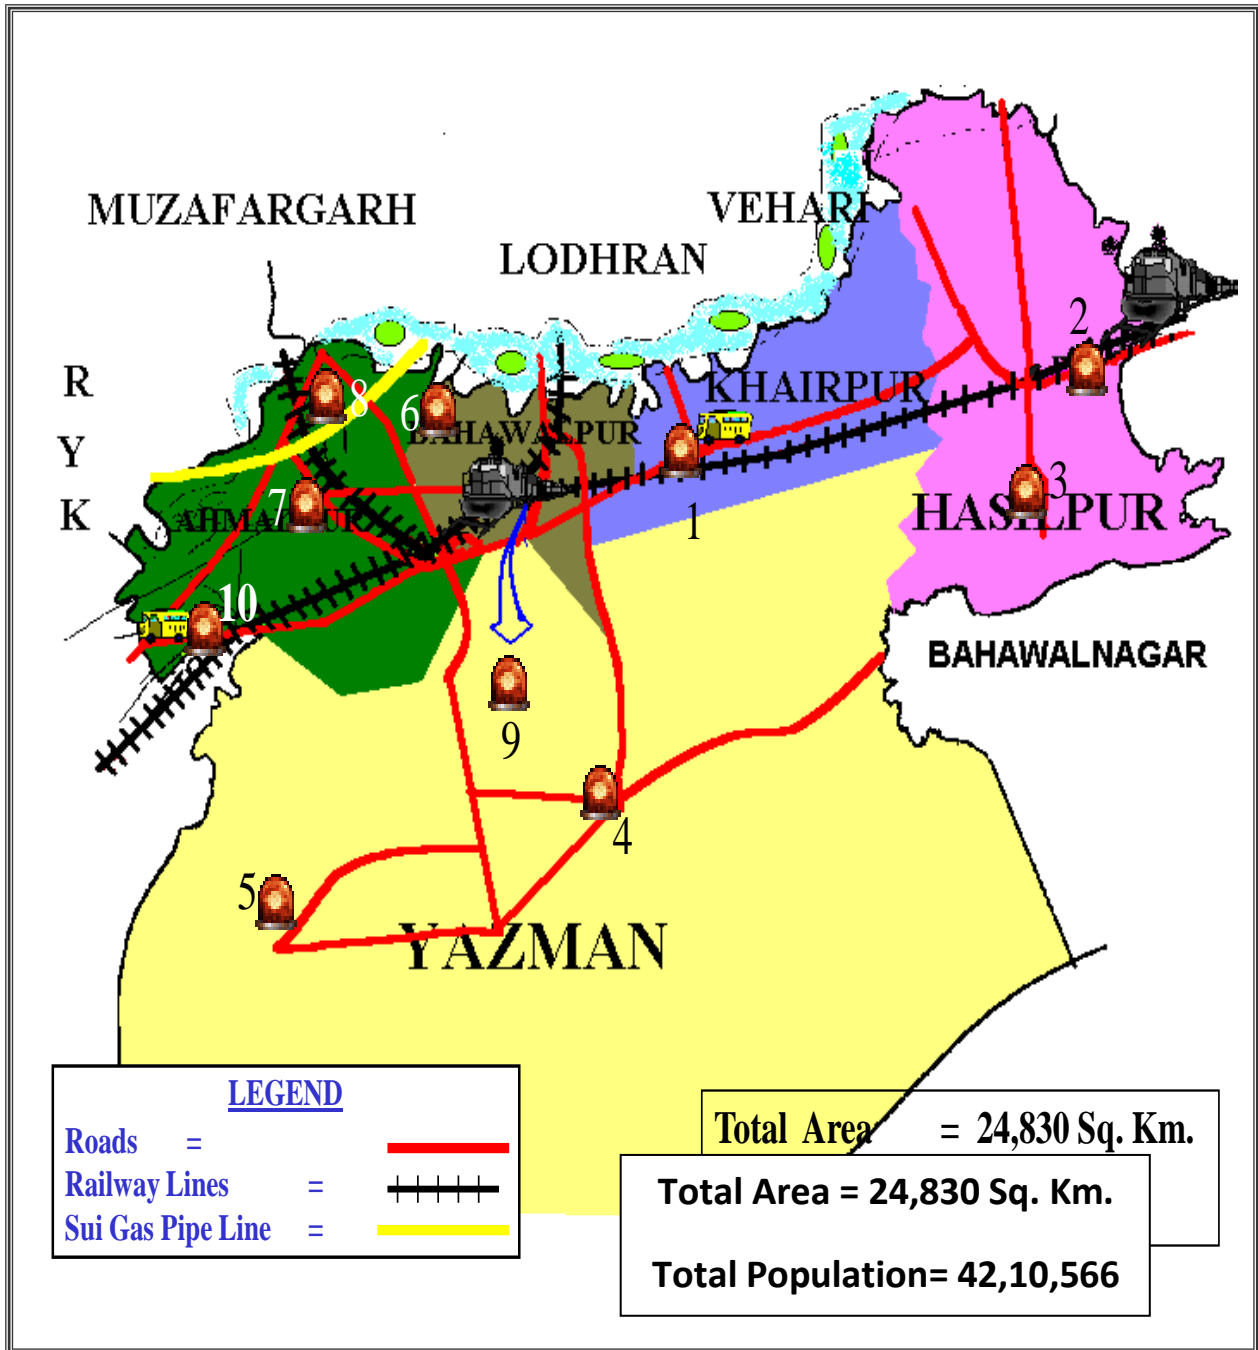 MUZAFARGARH
VEHARI
LODHRAN
R
Y
K
8
6
2
KHAIRPUR
BAHAWALPUR
7
AHMADPUR
1
3
HASILPUR
10
BAHAWALNAGAR
9
4
5
YAZMAN
LEGEND
Roads =
Railway Lines =
Sui Gas Pipe Line =
Total Area = 24,830 Sq. Km.
Total Area = 24,830 Sq. Km.
Total Population= 42,10,566